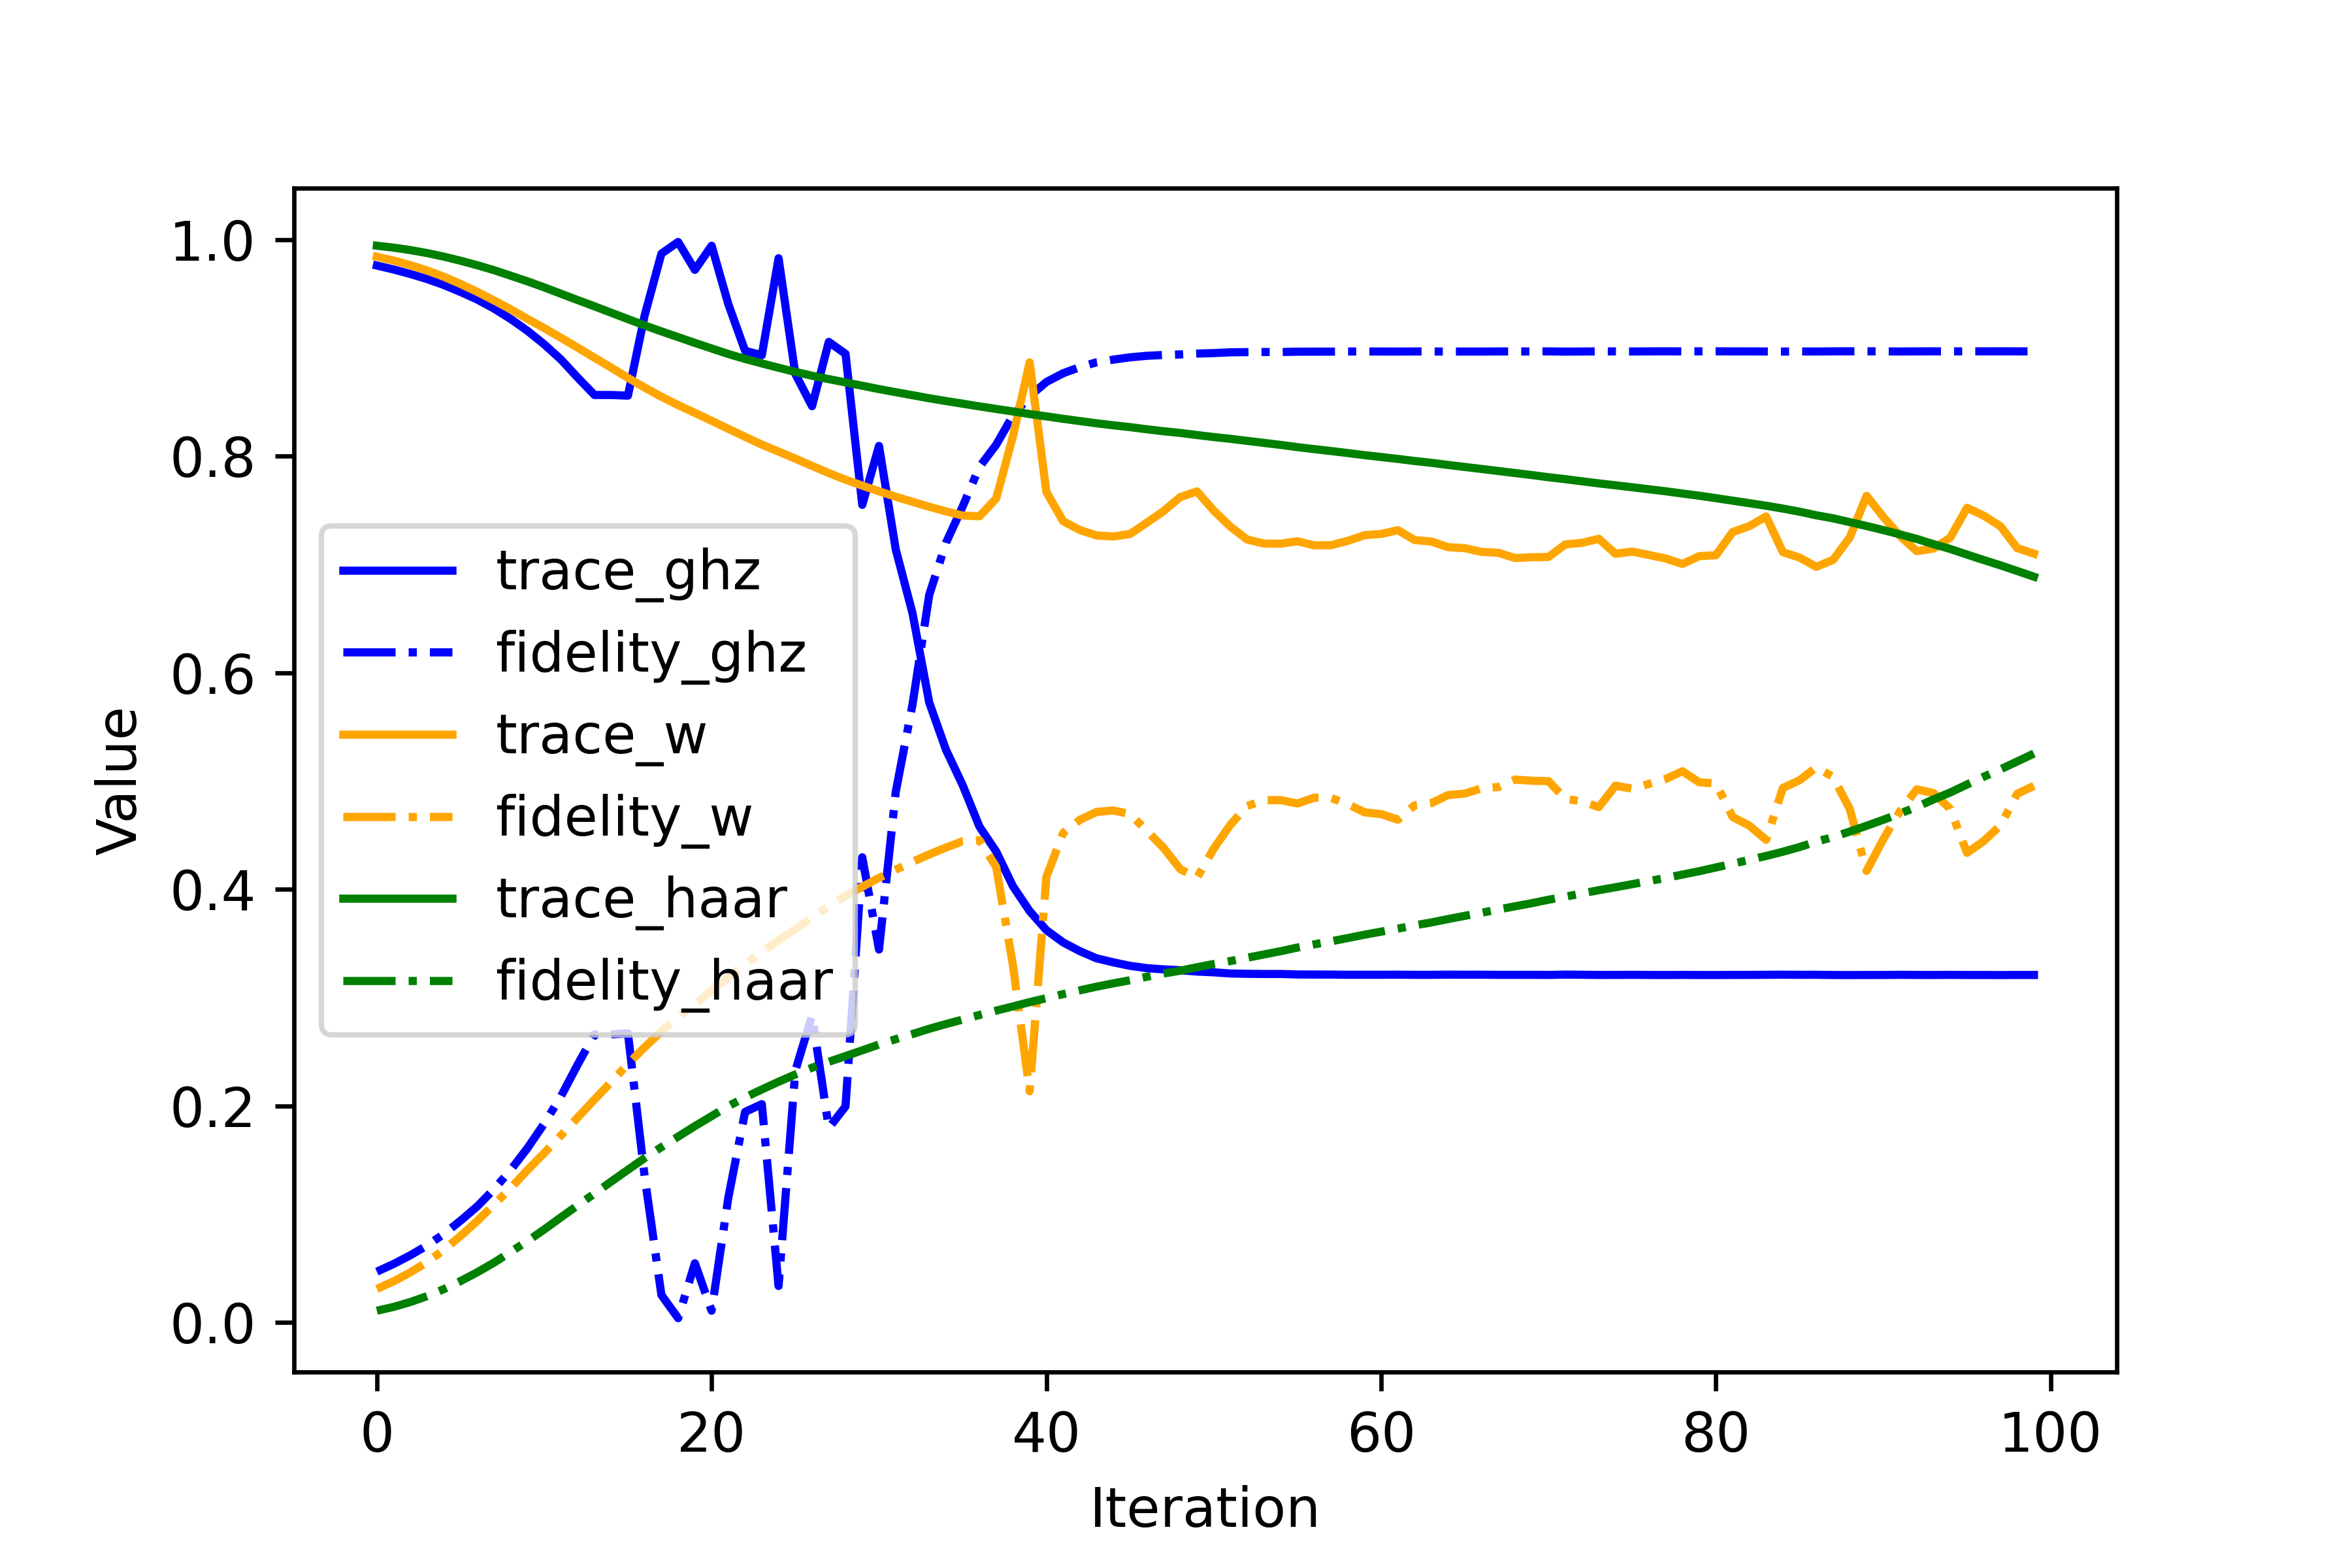 1.0
0.8
0.6
0.4
0.2
0.0
Value
trace_ghz
fidelity_ghz
trace_w
fidelity_w
trace_haar
fidelity_haar
0 20 40 60 80 100
Iteration